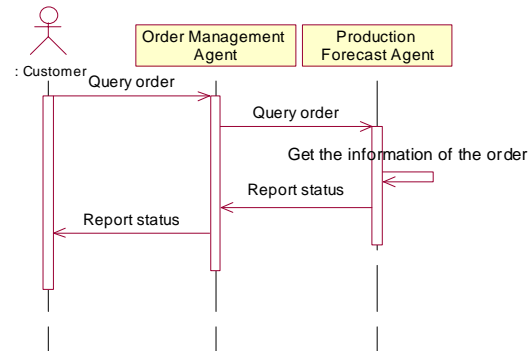 : Customer
Order Management
Agent
Production
Forecast Agent
Query order
Query order
Get the information of the order
Report status
Report status